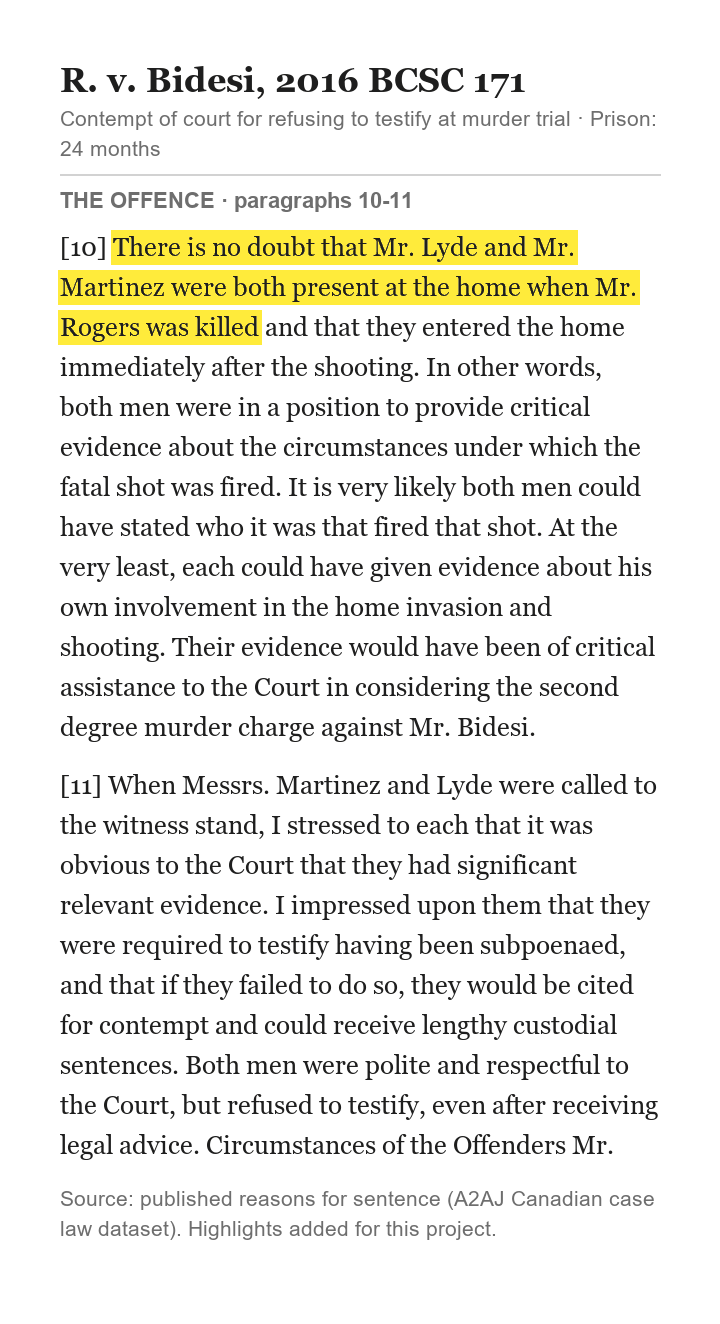 R. v. Bidesi, 2016 BCSC 171
Contempt of court for refusing to testify at murder trial · Prison:
24 months
THE OFFENCE · paragraphs 10-11
[10] There is no doubt that Mr. Lyde and Mr.
Martinez were both present at the home when Mr.
Rogers was killed and that they entered the home
immediately after the shooting. In other words,
both men were in a position to provide critical
evidence about the circumstances under which the
fatal shot was fired. It is very likely both men could
have stated who it was that fired that shot. At the
very least, each could have given evidence about his
own involvement in the home invasion and
shooting. Their evidence would have been of critical
assistance to the Court in considering the second
degree murder charge against Mr. Bidesi.
[11] When Messrs. Martinez and Lyde were called to
the witness stand, I stressed to each that it was
obvious to the Court that they had significant
relevant evidence. I impressed upon them that they
were required to testify having been subpoenaed,
and that if they failed to do so, they would be cited
for contempt and could receive lengthy custodial
sentences. Both men were polite and respectful to
the Court, but refused to testify, even after receiving
legal advice. Circumstances of the Offenders Mr.
Source: published reasons for sentence (A2AJ Canadian case
law dataset). Highlights added for this project.